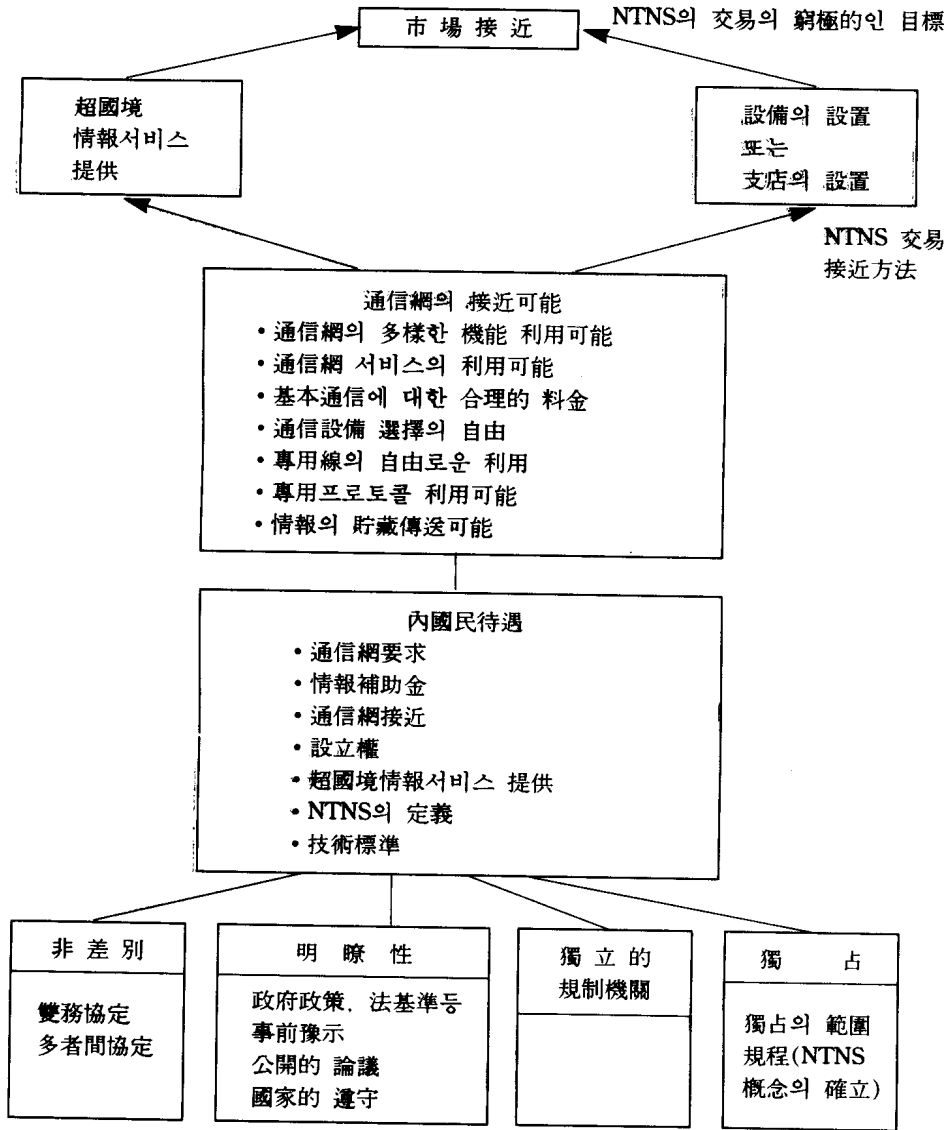 市場接近
NTNS의 交易의 窮極的인 目標
超國境
情報서비스
提供
設備의 設置
또는
支店의 設置
NTNS 交易
接近方法
通信網의 接近可能
• 通信網의 多樣한 機能 利用可能
• 通信網 서비스의 利用可能
• 基本通信에 대한 合理的 料金
• 通信設備 選擇의 自由
• 專用線의 自由로운 利用
• 專用프로토콜 利用可能
• 情報의 貯藏傳送可能
內國民待遇
• 通信網要求
• 情報補助金
• 通信網接近
• 設立權
• 超國境情報서비스 提供
• NTNS의 定義
• 技術標準
非差別
雙務協定
多者間協定
明瞭性
政府政策, 法基準등
事前豫示
公開的 論議
國家的 遵守
獨立的
規制機關
獨占
獨占의 範圍
規程(NTNS
槪念의 確立)